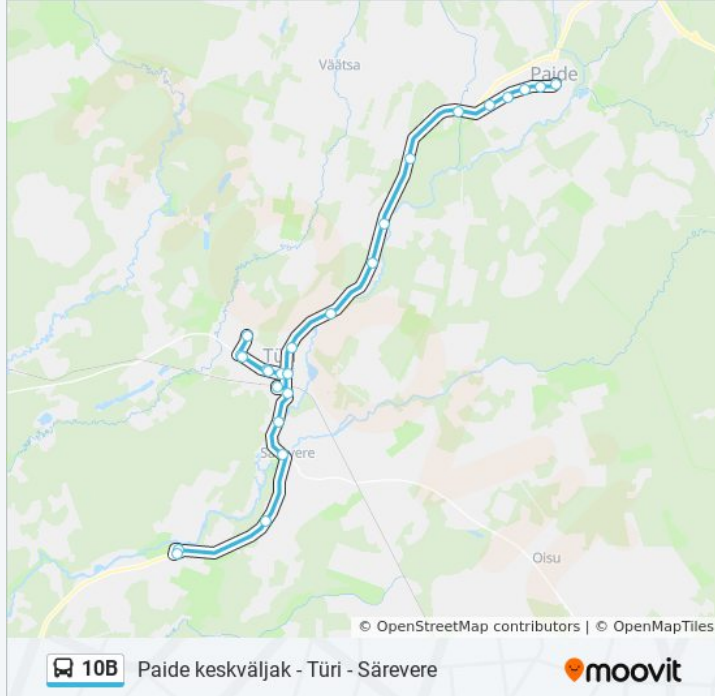 Väätsa
Paide
Tü
Särevere
Oisu
© OpenStreetMap contributors | © OpenMapTiles
10B Paide keskväljak - Türi - Särevere
moovit